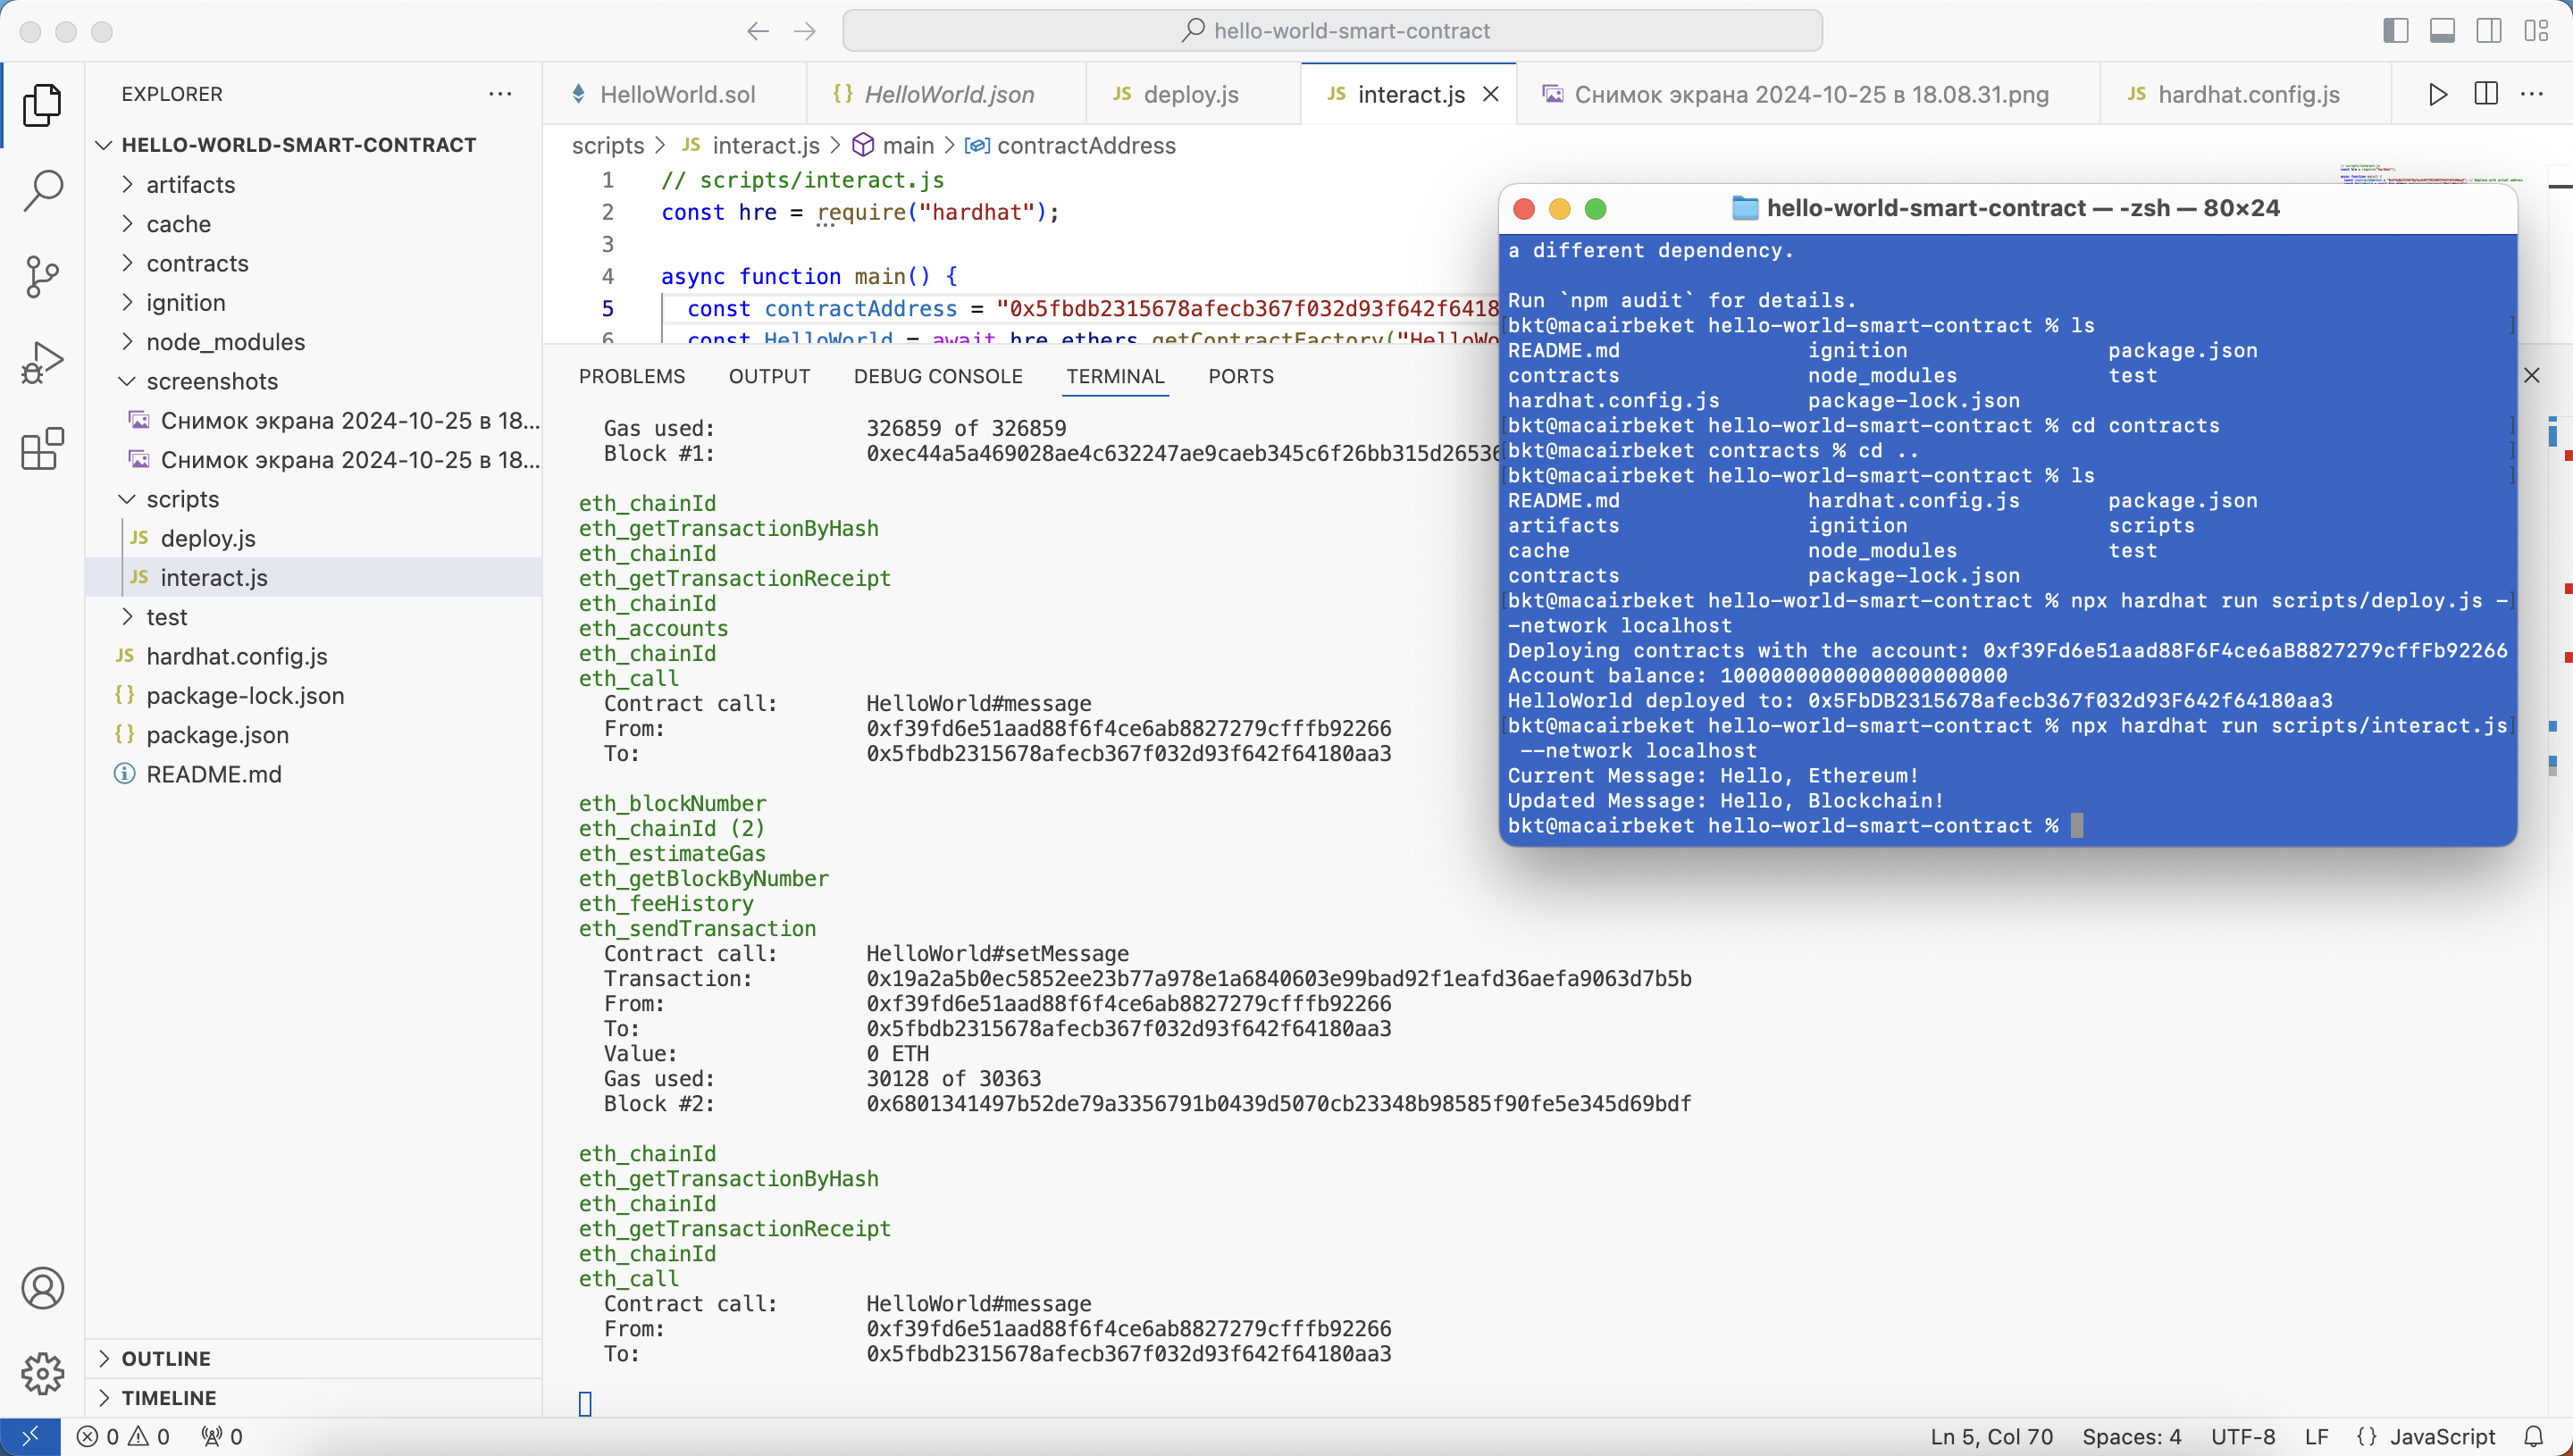 hello-world-smart-contract
EXPLORER
HELLO-WORLD-SMART-CONTRACT
artifacts
cache
contracts
ignition
node_modules
screenshots
Снимок экрана 2024-10-25 в 18...
Снимок экрана 2024-10-25 в 18...
scripts
JS deploy.js
JS interact.js
test
JS hardhat.config.js
{} package-lock.json
{} package.json
README.md
OUTLINE
TIMELINE
HelloWorld.sol
{} HelloWorld.json
JS deploy.js
JS interact.js
Снимок экрана 2024-10-25 в 18.08.31.png
JS hardhat.config.js
scripts > JS interact.js > main > contractAddress
1 // scripts/interact.js
2 const hre = require("hardhat");
3
4 async function main() {
5 const contractAddress = "0x5fbdb2315678afecb367f032d93f642f6418
6 const HelloWorld = await hre.ethers.getContractFactory("HelloWo
PROBLEMS OUTPUT DEBUG CONSOLE TERMINAL PORTS
Gas used: 326859 of 326859
Block #1: 0xec44a5a469028ae4c632247ae9caeb345c6f26bb315d26536
eth_chainId
eth_getTransactionByHash
eth_chainId
eth_getTransactionReceipt
eth_chainId
eth_accounts
eth_chainId
eth_call
Contract call: HelloWorld#message
From: 0xf39fd6e51aad88f6f4ce6ab8827279cfffb92266
To: 0x5fbdb2315678afecb367f032d93f642f64180aa3
eth_blockNumber
eth_chainId (2)
eth_estimateGas
eth_getBlockByNumber
eth_feeHistory
eth_sendTransaction
Contract call: HelloWorld#setMessage
Transaction: 0x19a2a5b0ec5852ee23b77a978e1a6840603e99bad92f1eafd36aefa9063d7b5b
From: 0xf39fd6e51aad88f6f4ce6ab8827279cfffb92266
To: 0x5fbdb2315678afecb367f032d93f642f64180aa3
Value: 0 ETH
Gas used: 30128 of 30363
Block #2: 0x6801341497b52de79a3356791b0439d5070cb23348b98585f90fe5e345d69bdf
eth_chainId
eth_getTransactionByHash
eth_chainId
eth_getTransactionReceipt
eth_chainId
eth_call
Contract call: HelloWorld#message
From: 0xf39fd6e51aad88f6f4ce6ab8827279cfffb92266
To: 0x5fbdb2315678afecb367f032d93f642f64180aa3
hello-world-smart-contract — -zsh — 80×24
a different dependency.
Run `npm audit` for details.
bkt@macairbeket hello-world-smart-contract % ls
README.md ignition package.json
contracts node_modules test
hardhat.config.js package-lock.json
bkt@macairbeket hello-world-smart-contract % cd contracts
bkt@macairbeket contracts % cd ..
bkt@macairbeket hello-world-smart-contract % ls
README.md hardhat.config.js package.json
artifacts ignition scripts
cache node_modules test
contracts package-lock.json
bkt@macairbeket hello-world-smart-contract % npx hardhat run scripts/deploy.js -
-network localhost
Deploying contracts with the account: 0xf39Fd6e51aad88F6F4ce6aB8827279cffFb92266
Account balance: 10000000000000000000000
HelloWorld deployed to: 0x5FbDB2315678afecb367f032d93F642f64180aa3
bkt@macairbeket hello-world-smart-contract % npx hardhat run scripts/interact.js
--network localhost
Current Message: Hello, Ethereum!
Updated Message: Hello, Blockchain!
bkt@macairbeket hello-world-smart-contract %
0 0 0
Ln 5, Col 70 Spaces: 4 UTF-8 LF {} JavaScript